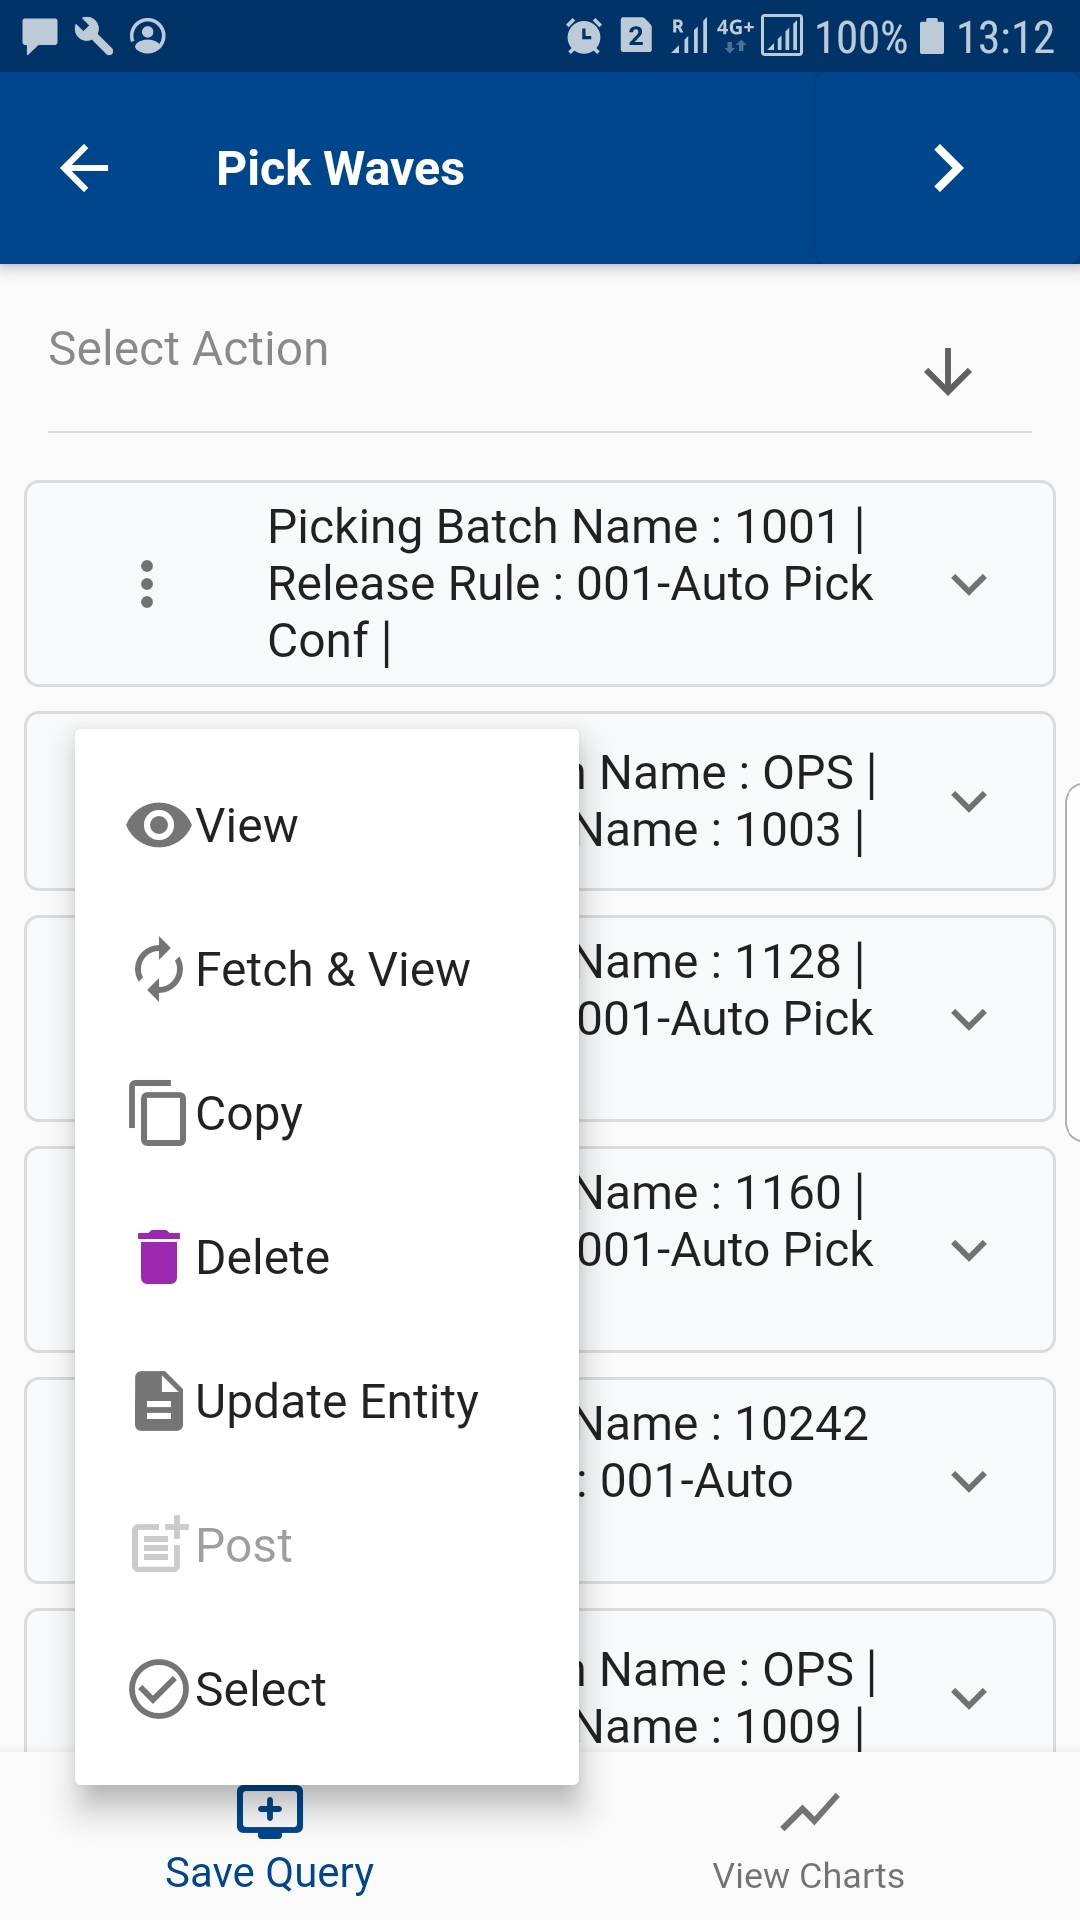 2 R 4G+ 100% 13:12
Pick Waves
Select Action
Picking Batch Name : 1001 |
Release Rule : 001-Auto Pick
Conf |
Name : OPS |
Name : 1003 |
View
Name : 1128 |
Fetch & View
001-Auto Pick
Copy
Name : 1160 |
Delete
001-Auto Pick
Update Entity
Name : 10242
: 001-Auto
Post
Name : OPS |
Select
Name : 1009 |
Save Query
View Charts